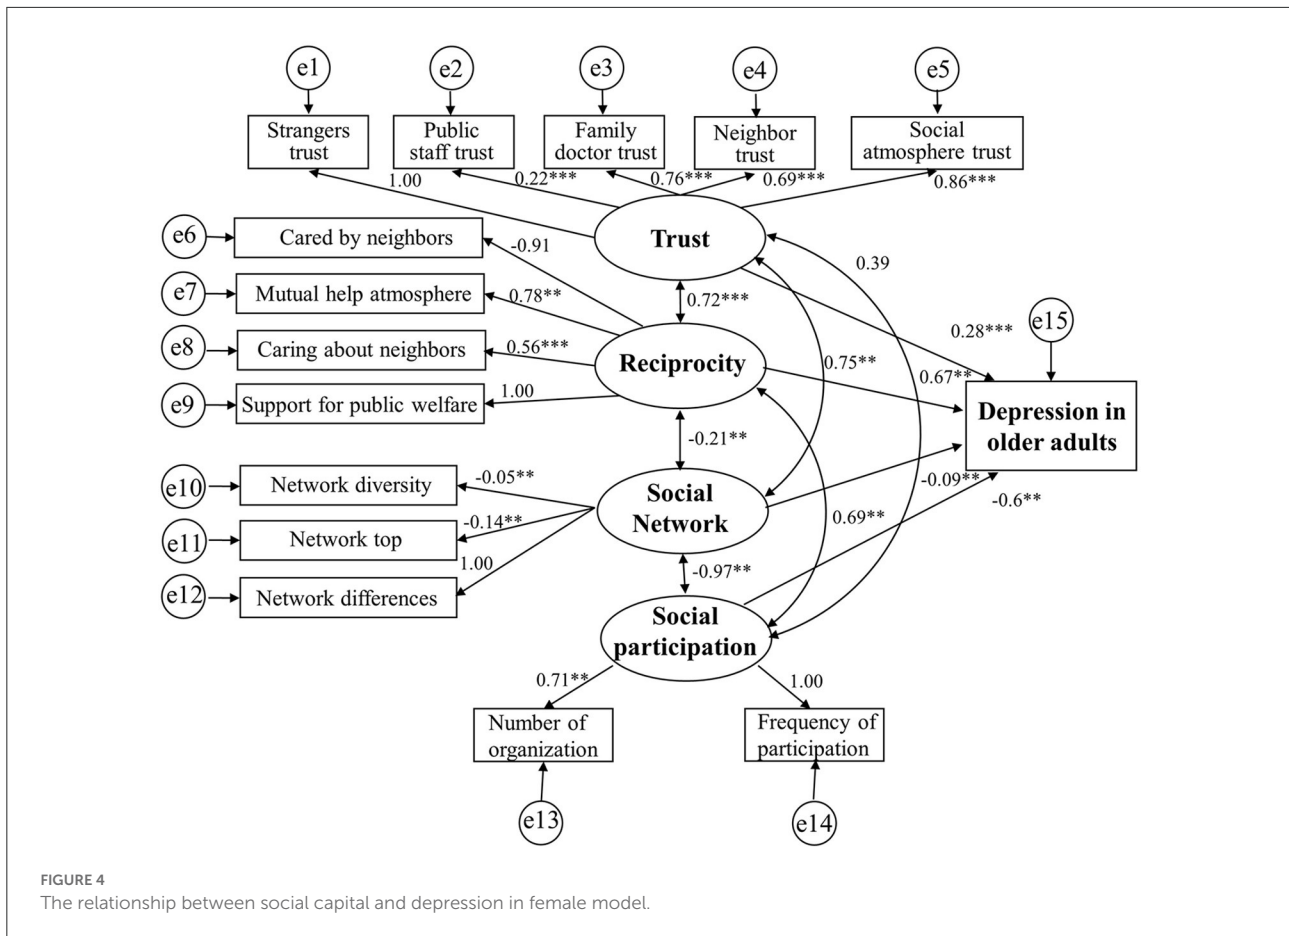 e1
e2
e3
e4
e5
Strangers
trust
Public
staff trust
Family
doctor trust
Neighbor
trust
Social
atmosphere trust
1.00
0.22***
0.76***
0.69***
0.86***
e6
Cared by neighbors
-0.91
Trust
0.39
e7
Mutual help atmosphere
0.78**
0.72***
e15
0.28***
e8
Caring about neighbors
0.56***
Reciprocity
0.75**
0.67**
e9
Support for public welfare
1.00
Depression in
older adults
-0.21**
e10
Network diversity
-0.05**
Social
Network
-0.09**
-0.6**
e11
Network top
-0.14**
0.69**
1.00
-0.97**
e12
Network differences
Social
participation
0.71**
1.00
Number of
organization
Frequency of
participation
e13
e14
FIGURE 4
The relationship between social capital and depression in female model.